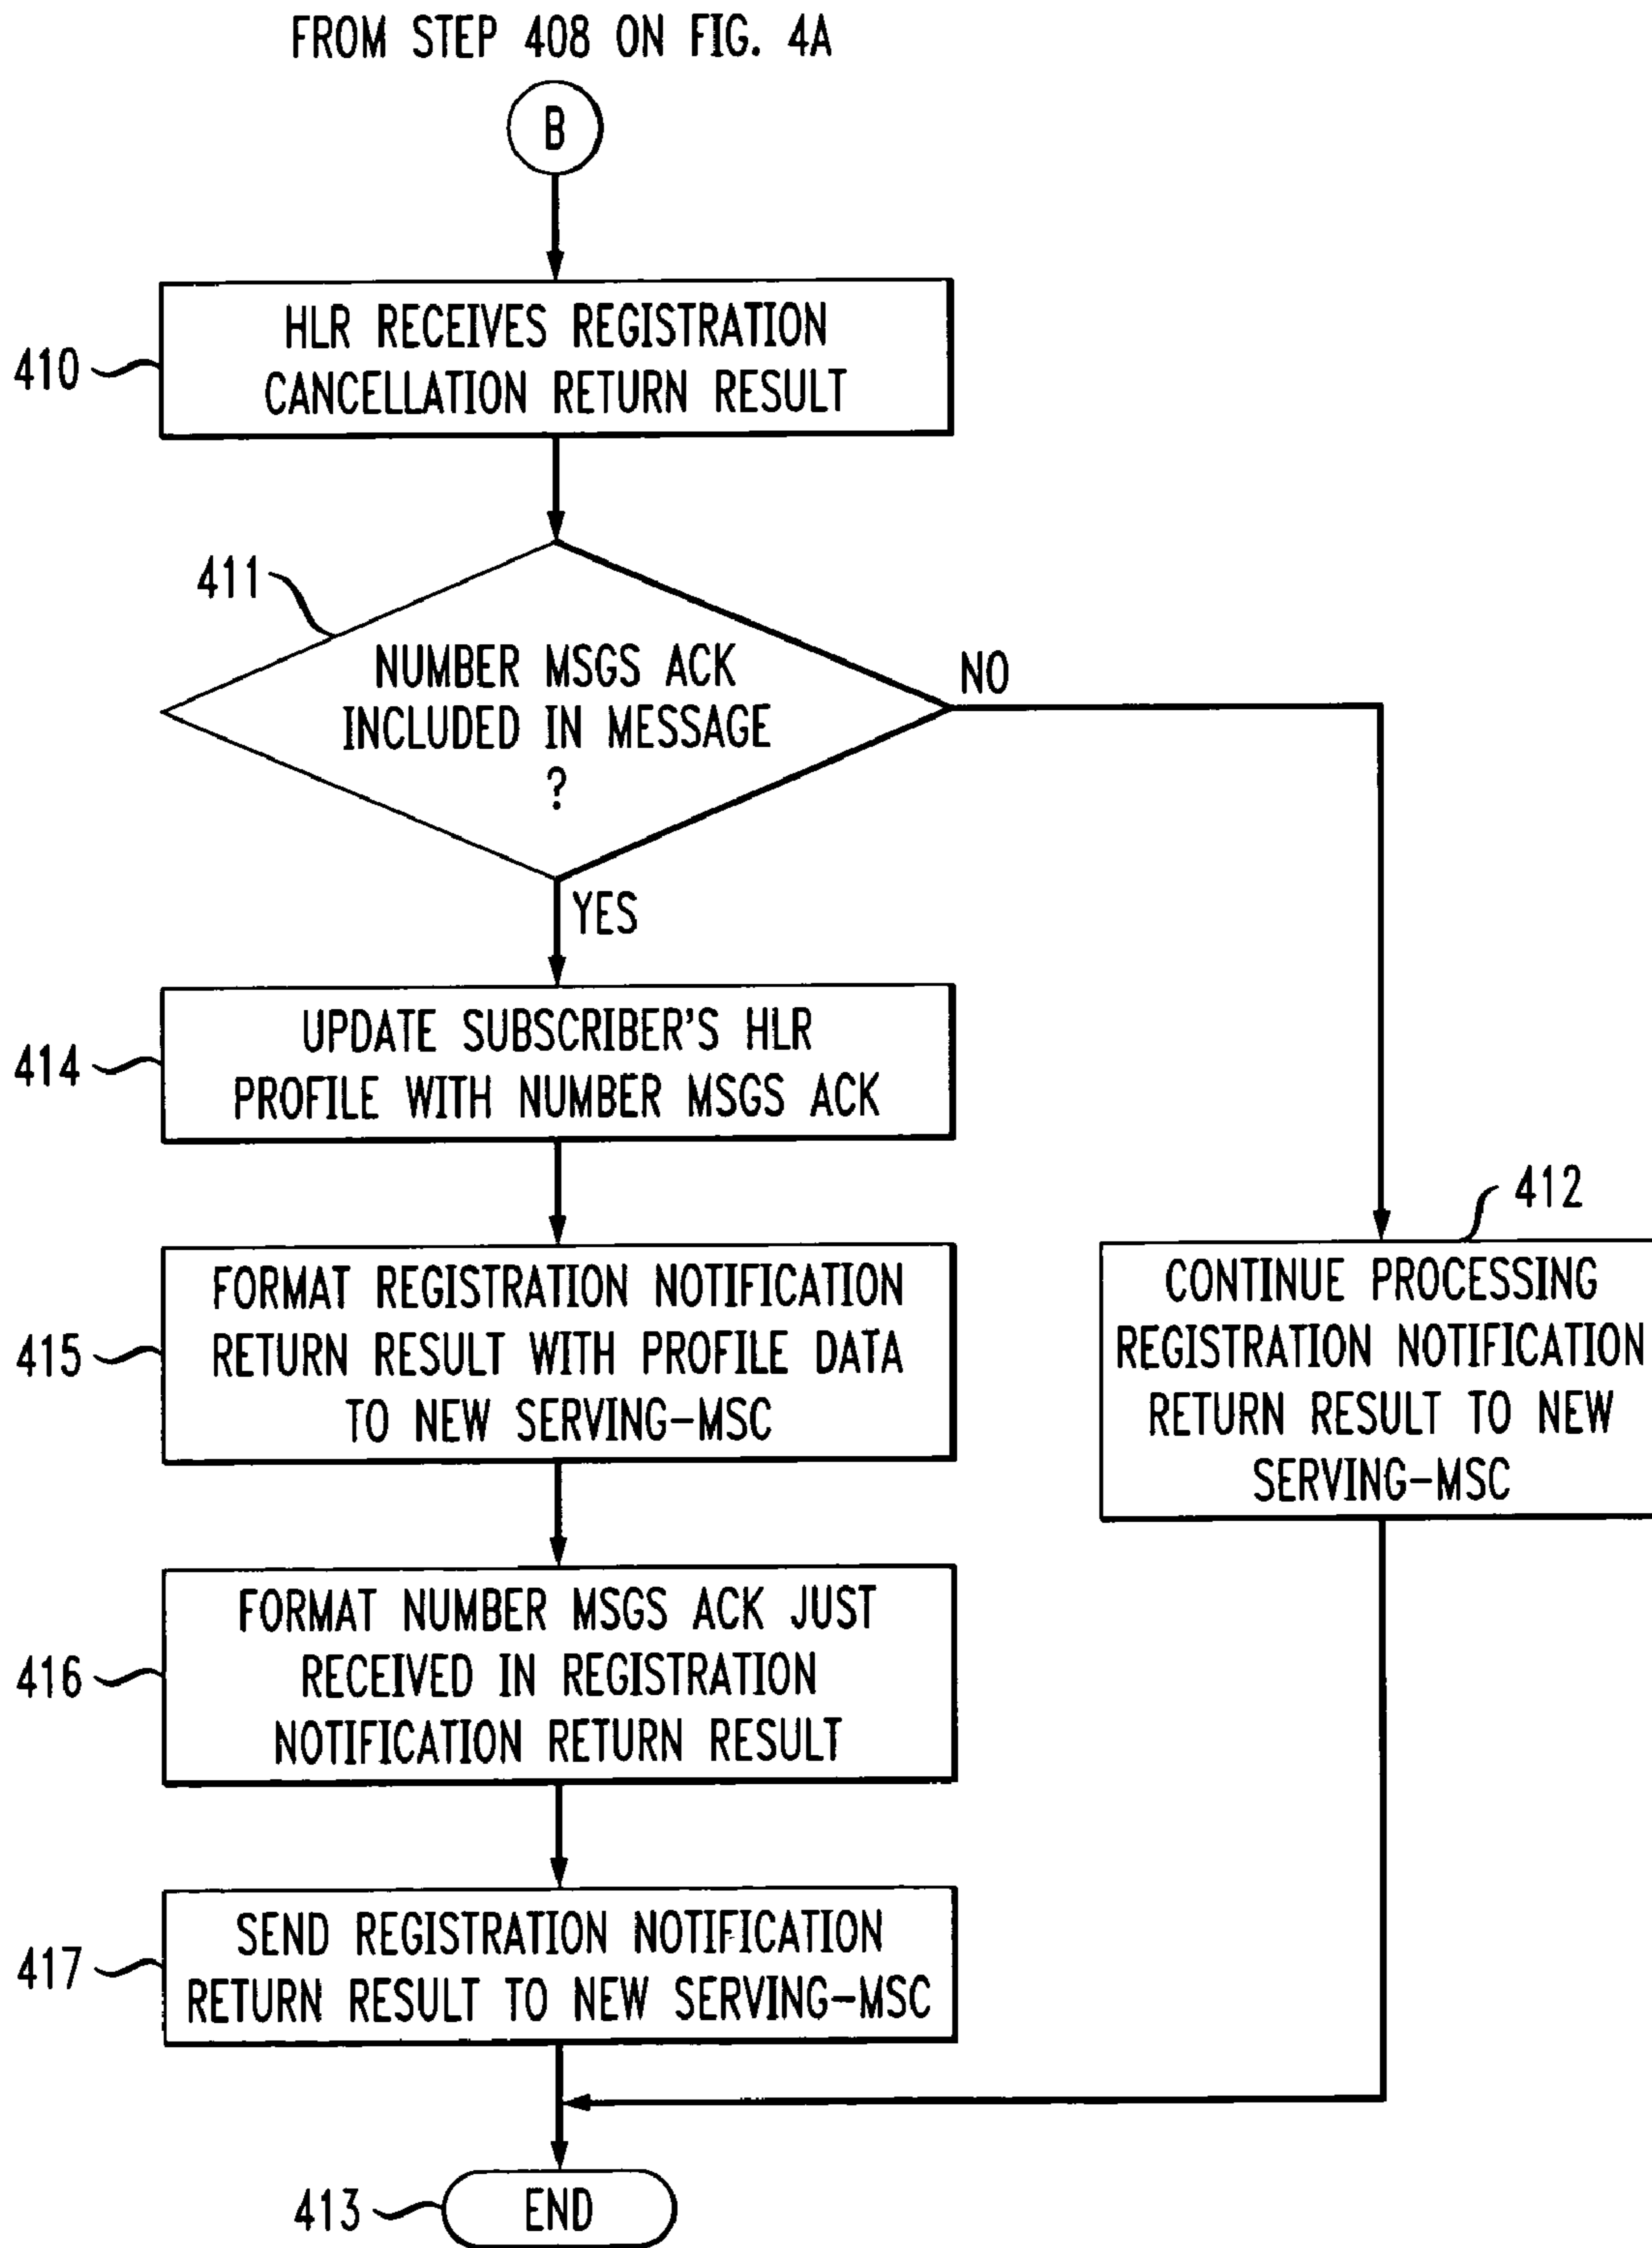 FROM STEP 408 ON FIG. 4A
B
HLR RECEIVES REGISTRATION
CANCELLATION RETURN RESULT
410
411
NUMBER MSGS ACK
INCLUDED IN MESSAGE
?
NO
YES
UPDATE SUBSCRIBER'S HLR
PROFILE WITH NUMBER MSGS ACK
414
412
CONTINUE PROCESSING
REGISTRATION NOTIFICATION
RETURN RESULT TO NEW
SERVING-MSC
FORMAT REGISTRATION NOTIFICATION
RETURN RESULT WITH PROFILE DATA
TO NEW SERVING-MSC
415
FORMAT NUMBER MSGS ACK JUST
RECEIVED IN REGISTRATION
NOTIFICATION RETURN RESULT
416
SEND REGISTRATION NOTIFICATION
RETURN RESULT TO NEW SERVING-MSC
417
413
END